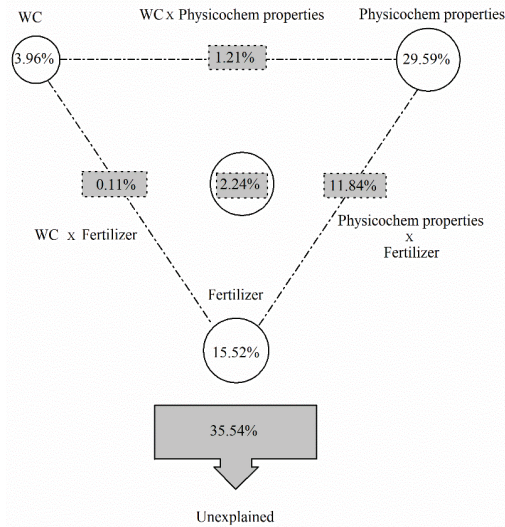 WC
WC x Physicochem properties
Physicochem properties
3.96%
1.21%
29.59%
0.11%
2.24%
11.84%
WC x Fertilizer
Physicochem properties
x
Fertilizer
Fertilizer
15.52%
35.54%
Unexplained